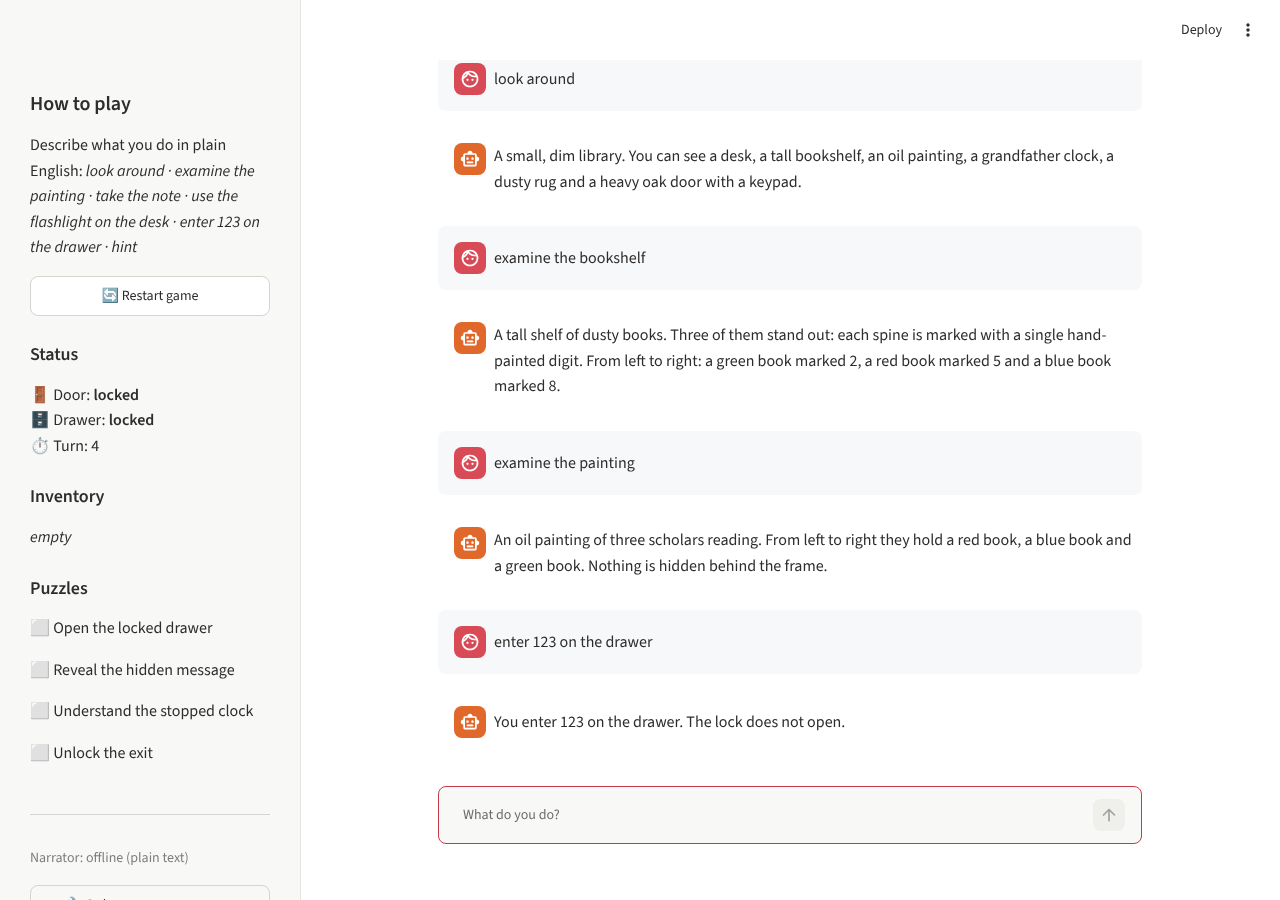 Deploy
How to play
Describe what you do in plain
English: look around · examine the
painting · take the note · use the
flashlight on the desk · enter 123 on
the drawer · hint
Restart game
Status
Door: locked
Drawer: locked
Turn: 4
Inventory
empty
Puzzles
Open the locked drawer
Reveal the hidden message
Understand the stopped clock
Unlock the exit
Narrator: offline (plain text)
look around
A small, dim library. You can see a desk, a tall bookshelf, an oil painting, a grandfather clock, a
dusty rug and a heavy oak door with a keypad.
examine the bookshelf
A tall shelf of dusty books. Three of them stand out: each spine is marked with a single hand-
painted digit. From left to right: a green book marked 2, a red book marked 5 and a blue book
marked 8.
examine the painting
An oil painting of three scholars reading. From left to right they hold a red book, a blue book and
a green book. Nothing is hidden behind the frame.
enter 123 on the drawer
You enter 123 on the drawer. The lock does not open.
What do you do?